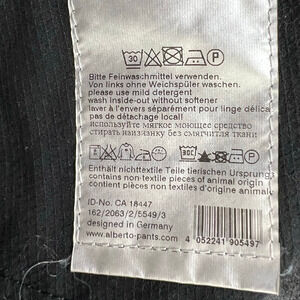 30
P
Bitte Feinwaschmittel verwenden.
Von links ohne Weichspüler waschen.
please use mild detergent
wash inside-out without softener
laver à l'envers séparément pour linge délica
pas de détachage local!
используйте мягкое моющее средство
стирать наизнанку без смягчителя ткани
30C
P
Enthält nichttextile Teile tierischen Ursprungs
contains non-textile pieces of animal origin
contient pièces non textiles d'origine animale
ID-No. CA 18447
162/2063/2/5549/3
designed in Germany
www.alberto-pants.com
4 052241 905497